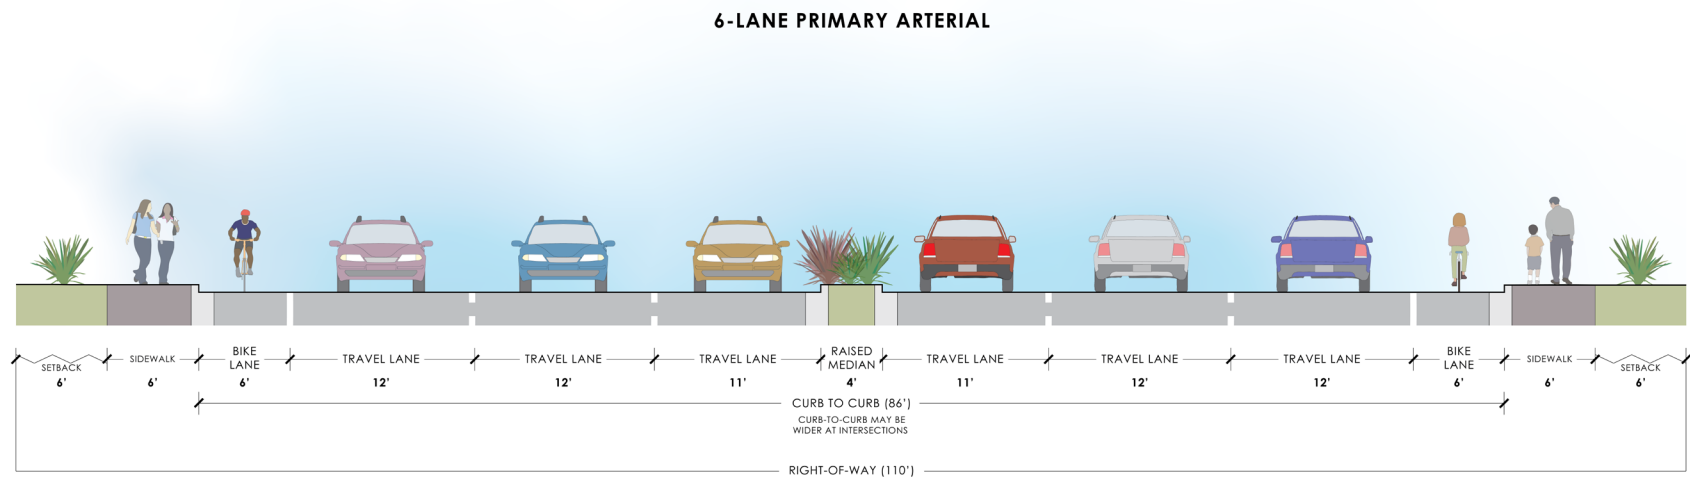 6-LANE PRIMARY ARTERIAL
SETBACK
6'
SIDEWALK
6'
BIKE
LANE
6'
TRAVEL LANE
12'
TRAVEL LANE
12'
TRAVEL LANE
11'
RAISED
MEDIAN
4'
TRAVEL LANE
11'
TRAVEL LANE
12'
TRAVEL LANE
12'
BIKE
LANE
6'
SIDEWALK
6'
SETBACK
6'
CURB TO CURB (86')
CURB-TO-CURB MAY BE
WIDER AT INTERSECTIONS
RIGHT-OF-WAY (110')